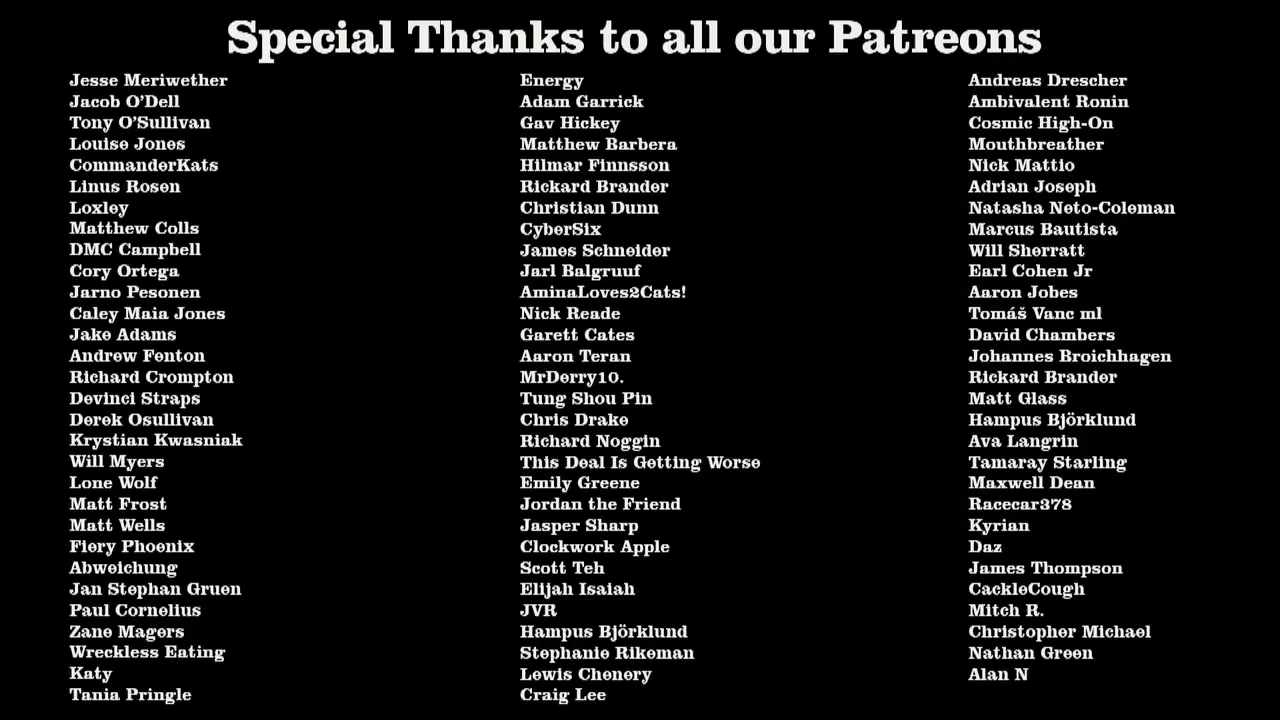 Special Thanks to all our Patreons
Jesse Meriwether
Jacob O'Dell
Tony O'Sullivan
Louise Jones
CommanderKats
Linus Rosen
Loxley
Matthew Colls
DMC Campbell
Cory Ortega
Jarno Pesonen
Caley Maia Jones
Jake Adams
Andrew Fenton
Richard Crompton
Devinci Straps
Derek Osullivan
Krystian Kwasniak
Will Myers
Lone Wolf
Matt Frost
Matt Wells
Fiery Phoenix
Abweichung
Jan Stephan Gruen
Paul Cornelius
Zane Magers
Wreckless Eating
Katy
Tania Pringle
Energy
Adam Garrick
Gav Hickey
Matthew Barbera
Hilmar Finnsson
Rickard Brander
Christian Dunn
CyberSix
James Schneider
Jarl Balgruuf
AminaLoves2Cats!
Nick Reade
Garett Cates
Aaron Teran
MrDerry10.
Tung Shou Pin
Chris Drake
Richard Noggin
This Deal Is Getting Worse
Emily Greene
Jordan the Friend
Jasper Sharp
Clockwork Apple
Scott Teh
Elijah Isaiah
JVR
Hampus Björklund
Stephanie Rikeman
Lewis Chenery
Craig Lee
Andreas Drescher
Ambivalent Ronin
Cosmic High-On
Mouthbreather
Nick Mattio
Adrian Joseph
Natasha Neto-Coleman
Marcus Bautista
Will Sherratt
Earl Cohen Jr
Aaron Jobes
Tomáš Vanc ml
David Chambers
Johannes Broichhagen
Rickard Brander
Matt Glass
Hampus Björklund
Ava Langrin
Tamaray Starling
Maxwell Dean
Racecar378
Kyrian
Daz
James Thompson
CackleCough
Mitch R.
Christopher Michael
Nathan Green
Alan N